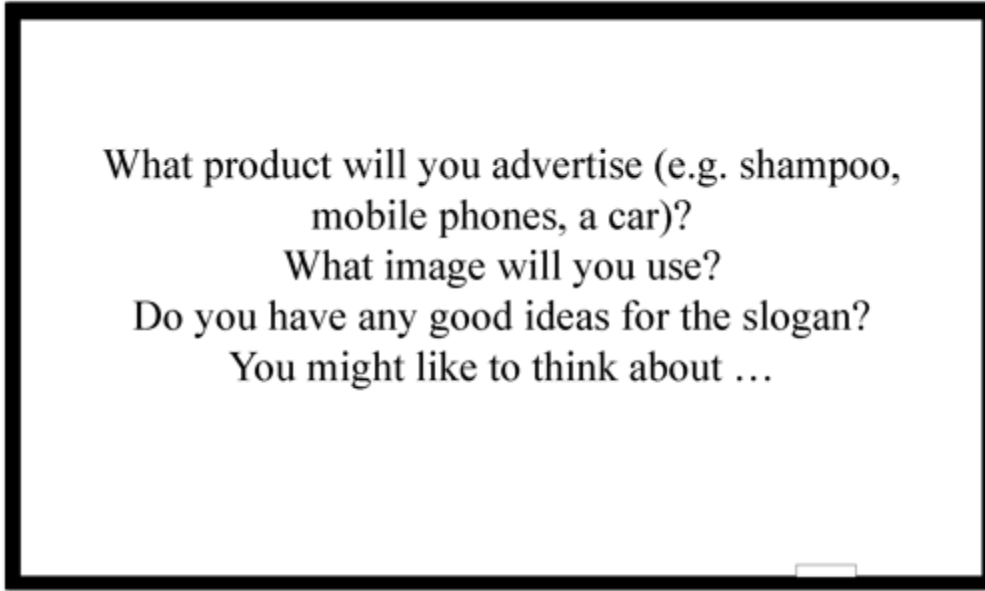 What product will you advertise (e.g. shampoo,
mobile phones, a car)?
What image will you use?
Do you have any good ideas for the slogan?
You might like to think about …